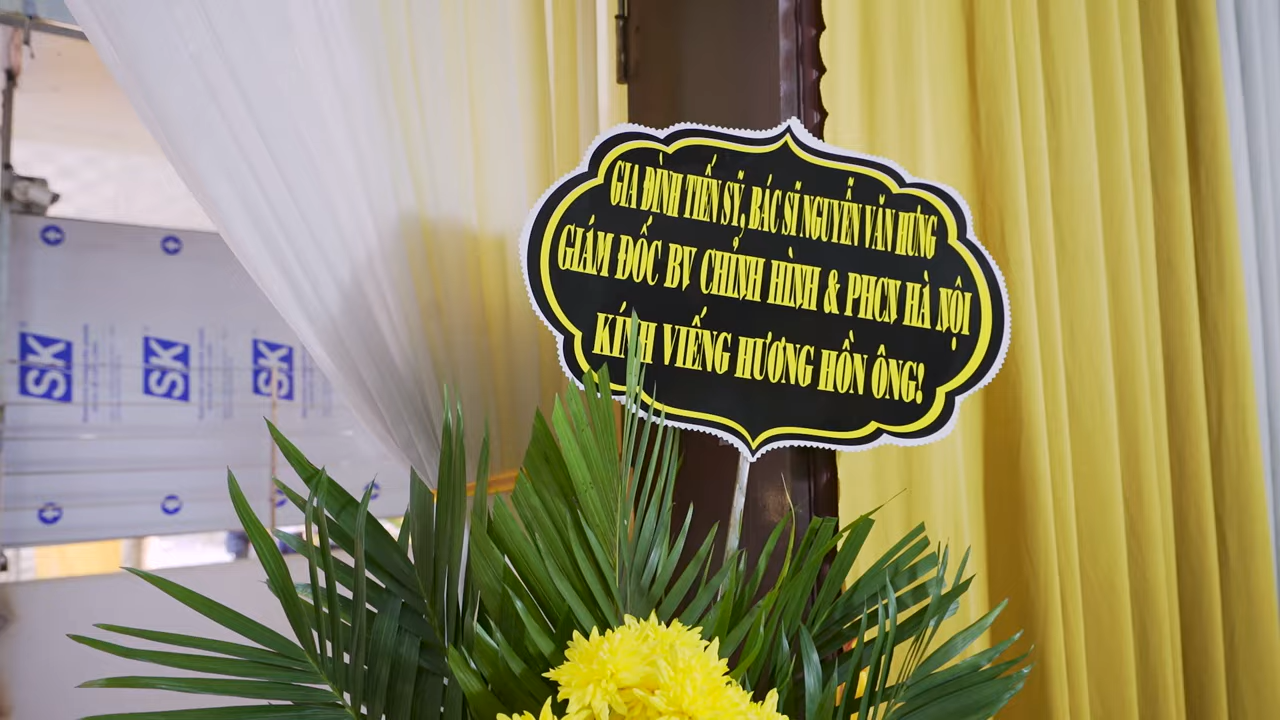 GIA ĐÌNH TIẾN SỸ, BÁC SĨ NGUYỄN VĂN HƯNG
GIÁM ĐỐC BV CHỈNH HÌNH & PHCN HÀ NỘI
KÍNH VIẾNG HƯƠNG HỒN ÔNG!
SK
SK
SK